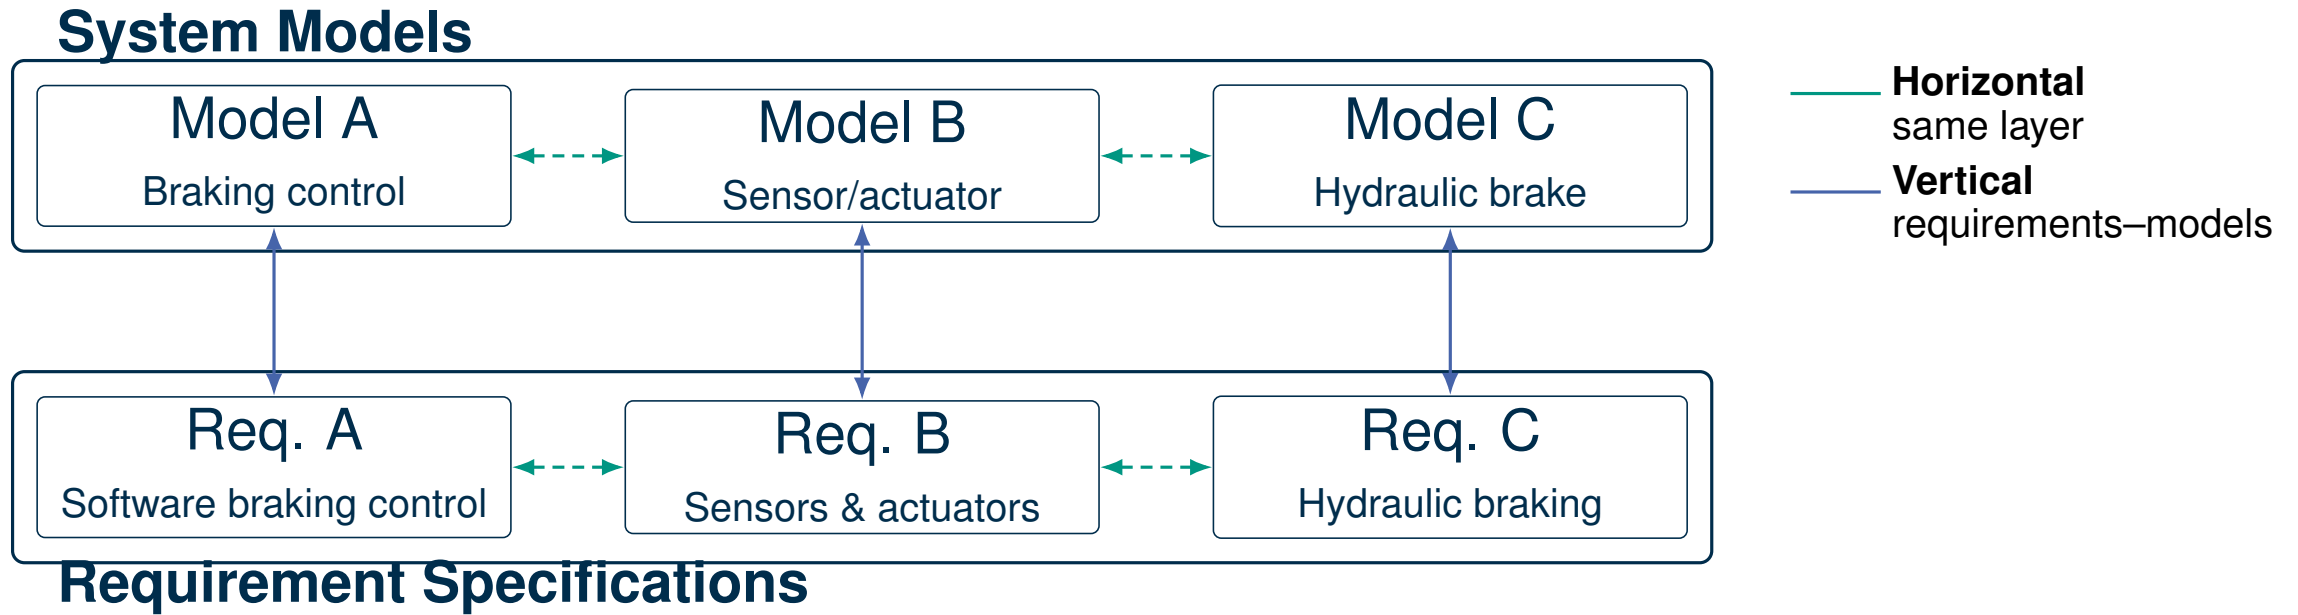 System Models
Model A
Braking control
Model B
Sensor/actuator
Model C
Hydraulic brake
Horizontal
same layer
Vertical
requirements–models
Req. A
Software braking control
Req. B
Sensors & actuators
Req. C
Hydraulic braking
Requirement Specifications